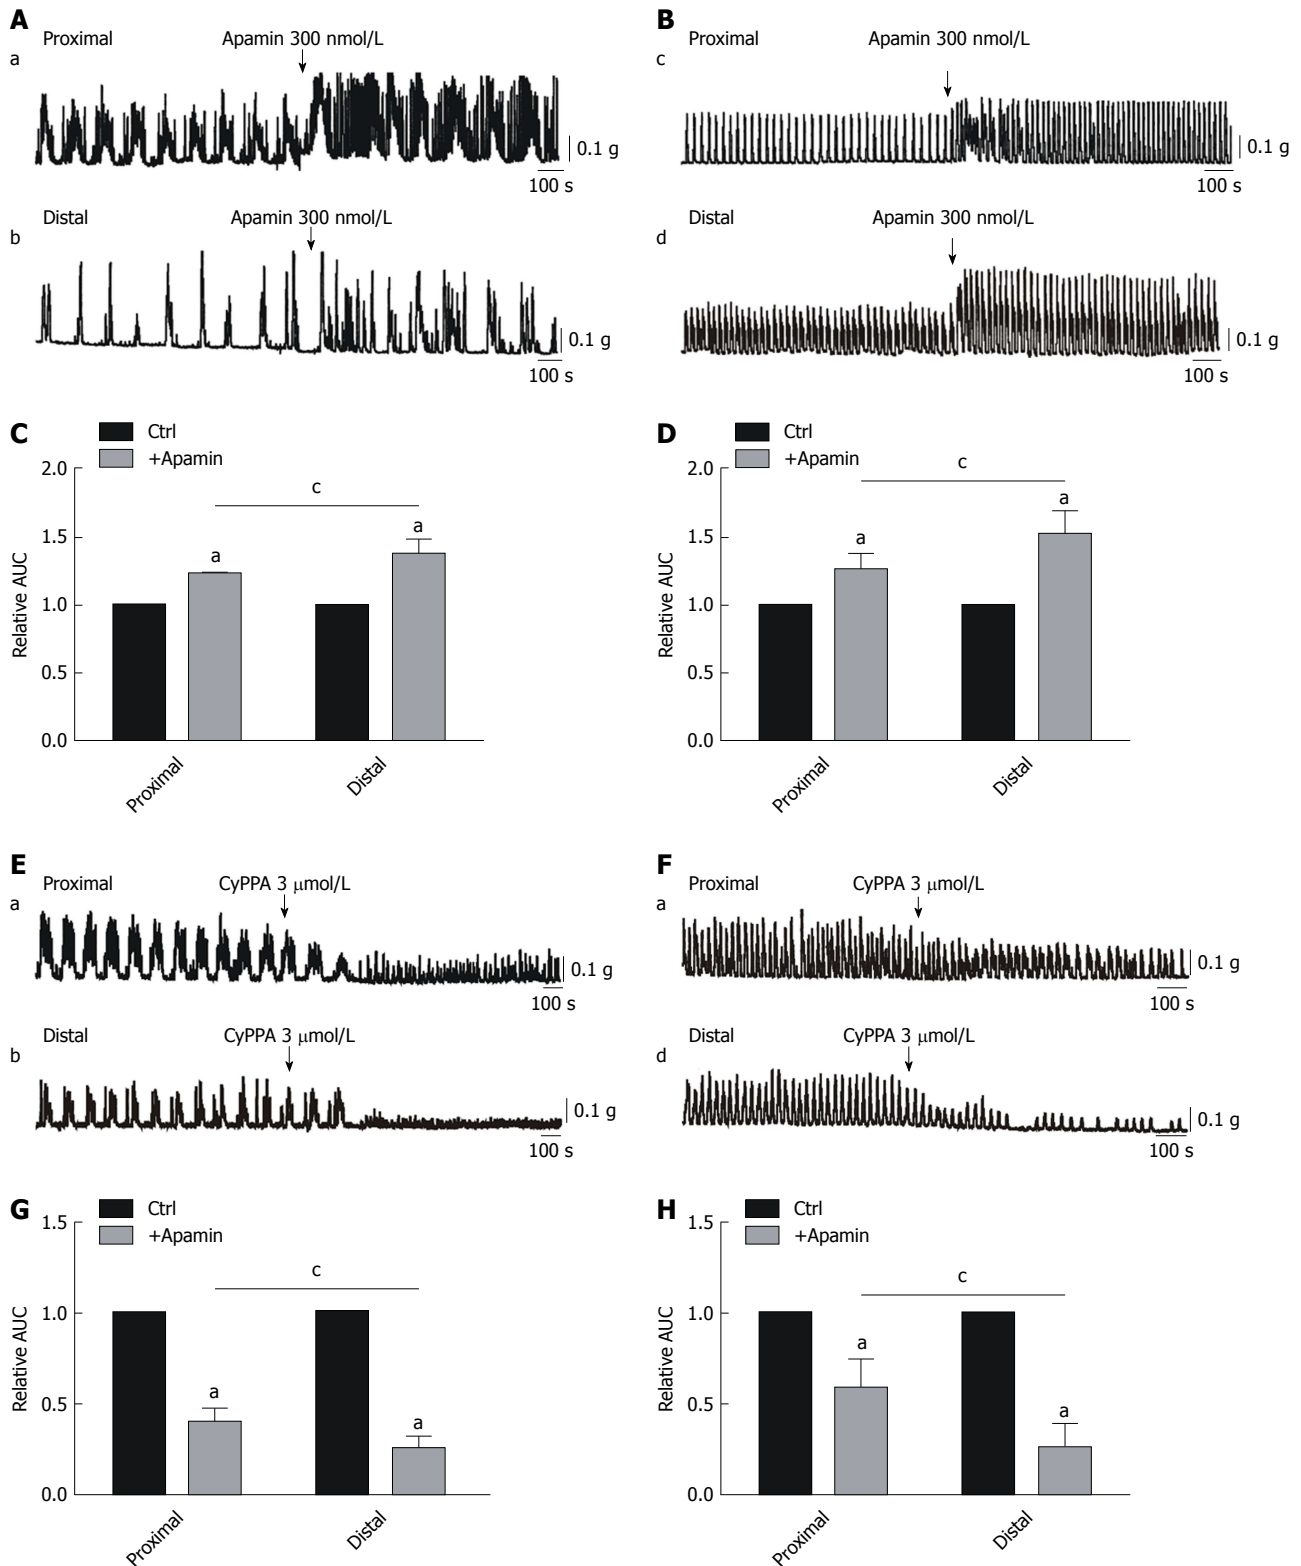 A
Proximal
Apamin 300 nmol/L
a
0.1 g
100 s
Distal
Apamin 300 nmol/L
b
0.1 g
100 s
B
Proximal
Apamin 300 nmol/L
c
0.1 g
100 s
Distal
Apamin 300 nmol/L
d
0.1 g
100 s
C
Ctrl
+Apamin
2.0
1.5
1.0
0.5
0.0
Relative AUC
c
a
a
Proximal
Distal
D
Ctrl
+Apamin
2.0
1.5
1.0
0.5
0.0
Relative AUC
c
a
a
Proximal
Distal
E
Proximal
CyPPA 3 μmol/L
a
0.1 g
100 s
Distal
CyPPA 3 μmol/L
b
0.1 g
100 s
F
Proximal
CyPPA 3 μmol/L
a
0.1 g
100 s
Distal
CyPPA 3 μmol/L
d
0.1 g
100 s
G
Ctrl
+Apamin
1.5
1.0
0.5
0.0
Relative AUC
c
a
a
Proximal
Distal
H
Ctrl
+Apamin
1.5
1.0
0.5
0.0
Relative AUC
c
a
a
Proximal
Distal